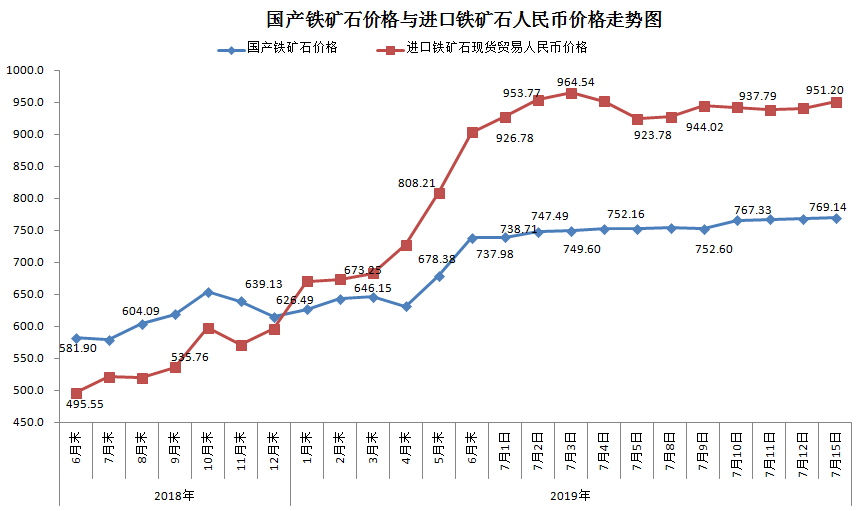 国产铁矿石价格与进口铁矿石人民币价格走势图
国产铁矿石价格 进口铁矿石现货贸易人民币价格
1000.0
950.0
900.0
850.0
800.0
750.0
700.0
650.0
600.0
550.0
500.0
450.0
581.90
604.09
639.13
626.49
646.15
678.38
737.98
738.71
747.49
749.60
752.16
752.60
767.33
769.14
495.55
535.76
673.25
808.21
926.78
953.77
964.54
923.78
944.02
937.79
951.20
6月末
7月末
8月末
9月末
10月末
11月末
12月末
1月末
2月末
3月末
4月末
5月末
6月末
7月1日
7月2日
7月3日
7月4日
7月5日
7月8日
7月9日
7月10日
7月11日
7月12日
7月15日
2018年 2019年